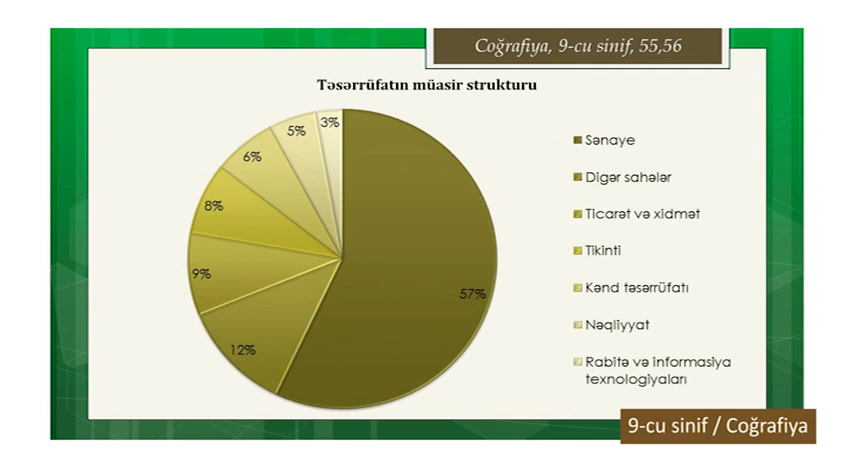 Coğrafiya, 9-cu sinif, 55,56
Təsərrüfatın müasir strukturu
3%
5%
6%
8%
9%
12%
57%
Sənaye
Digər sahələr
Ticarət və xidmət
Tikinti
Kənd təsərrüfatı
Nəqliyyat
Rabitə və informasiya
texnologiyaları
9-cu sinif / Coğrafiya